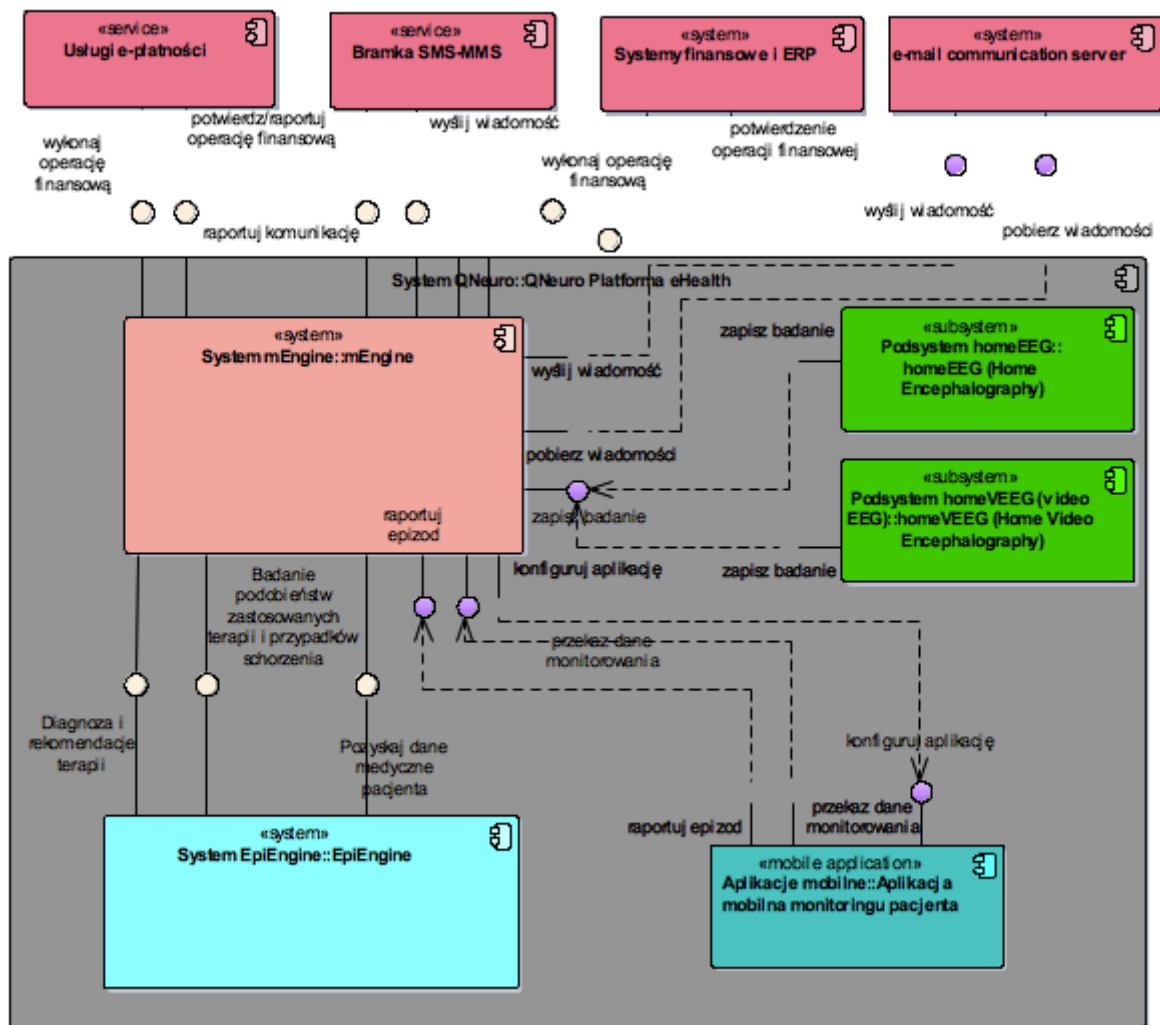 «service»
Usługi e-płatności
«service»
Bramka SMS-MMS
«system»
Systemy finansowe i ERP
«system»
e-mail communication server
wykonaj
operację
finansową
potwierdz/raportuj
operację finansową
wyślij wiadomość
wykonaj operację
finansową
potwierdzenie
operacji finansowej
wyślij wiadomość
pobierz wiadomości
raportuj komunikację
System QNeuro::QNeuro Platforma eHealth
«system»
System mEngine::mEngine
wyślij wiadomość
pobierz wiadomości
zapisz badanie
«subsystem»
Podsystem homeEEG::
homeEEG (Home
Encephalography)
zapisz badanie
«subsystem»
Podsystem homeVEEG (video
EEG)::homeVEEG (Home Video
Encephalography)
zapisz badanie
raportuj
epizod
konfiguruj aplikację
Badanie
podobieństw
zastosowanych
terapii i przypadków
schorzenia
przekaz dane
monitorowania
Diagnoza i
rekomendacje
terapii
Pozyskaj dane
medyczne
pacjenta
konfiguruj aplikację
raportuj epizod
przekaz dane
monitorowania
«system»
System EpiEngine::EpiEngine
«mobile application»
Aplikacje mobilne::Aplikacja
mobilna monitoringu pacjenta